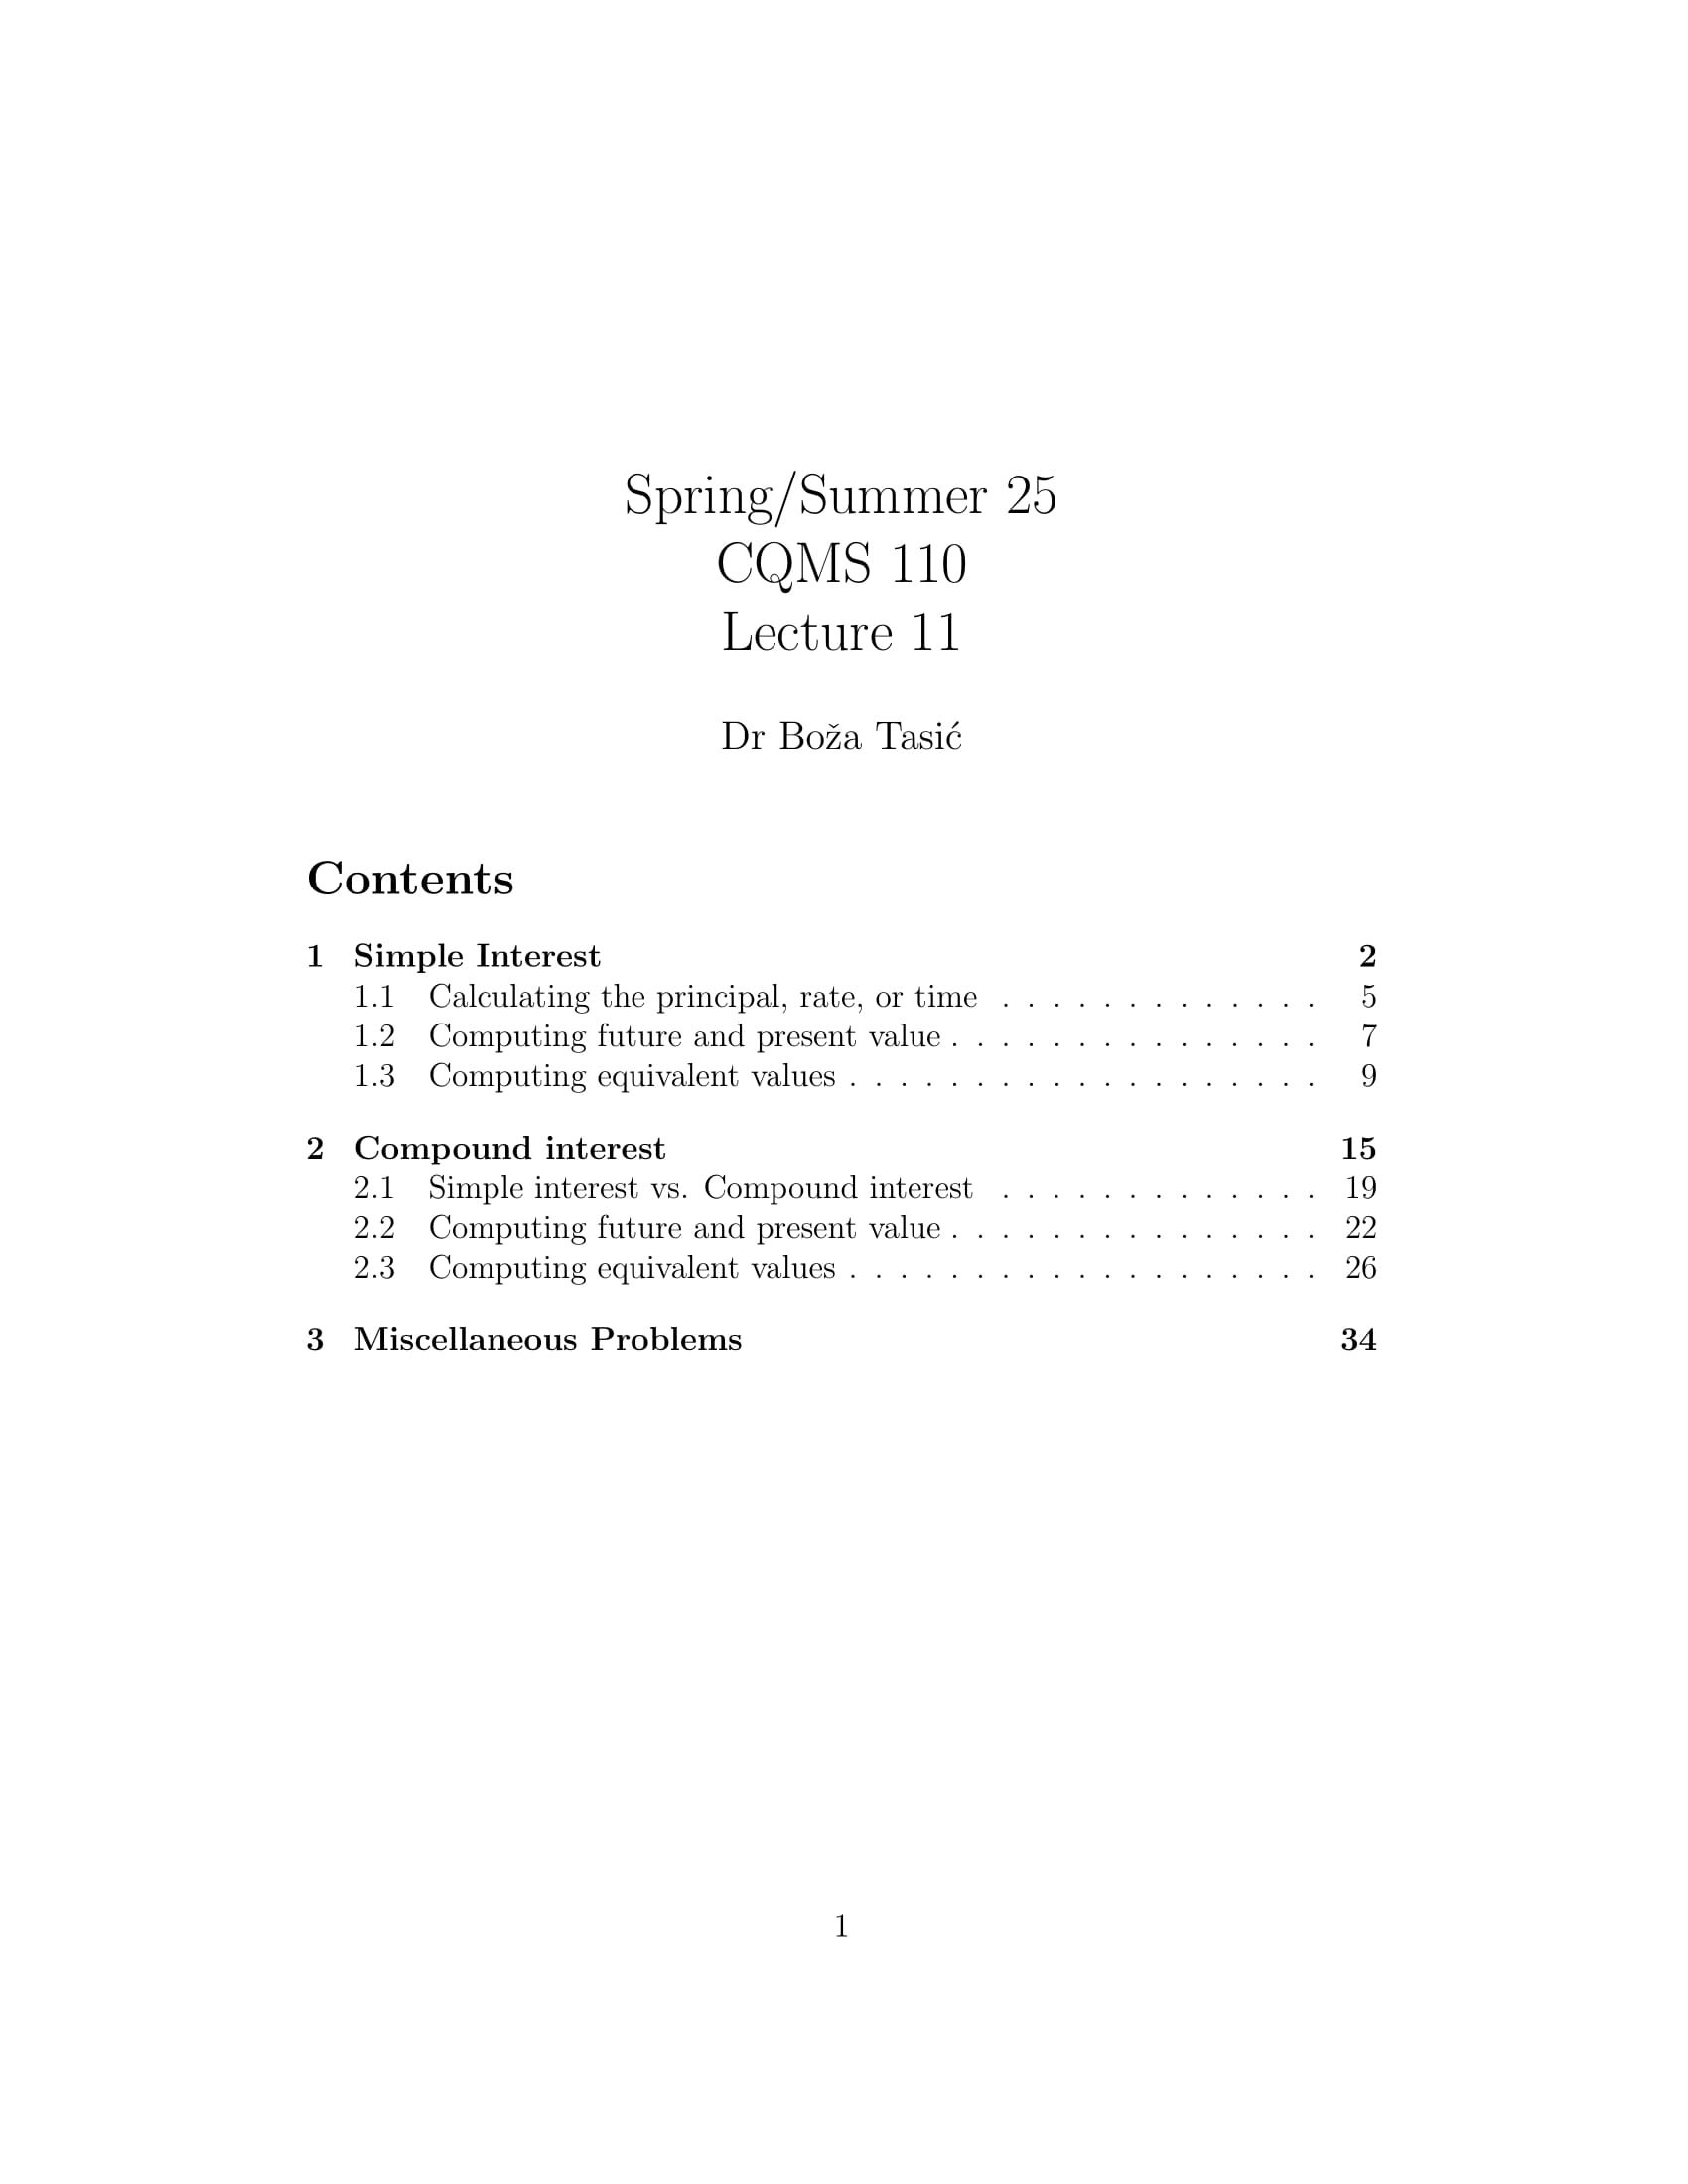 Spring/Summer 25
CQMS 110
Lecture 11
Dr Boža Tasić
Contents
1 Simple Interest 2
1.1 Calculating the principal, rate, or time . . . . . . . . . . . . . 5
1.2 Computing future and present value . . . . . . . . . . . . . . . 7
1.3 Computing equivalent values . . . . . . . . . . . . . . . . . . . 9
2 Compound interest 15
2.1 Simple interest vs. Compound interest . . . . . . . . . . . . . 19
2.2 Computing future and present value . . . . . . . . . . . . . . . 22
2.3 Computing equivalent values . . . . . . . . . . . . . . . . . . . 26
3 Miscellaneous Problems 34
1